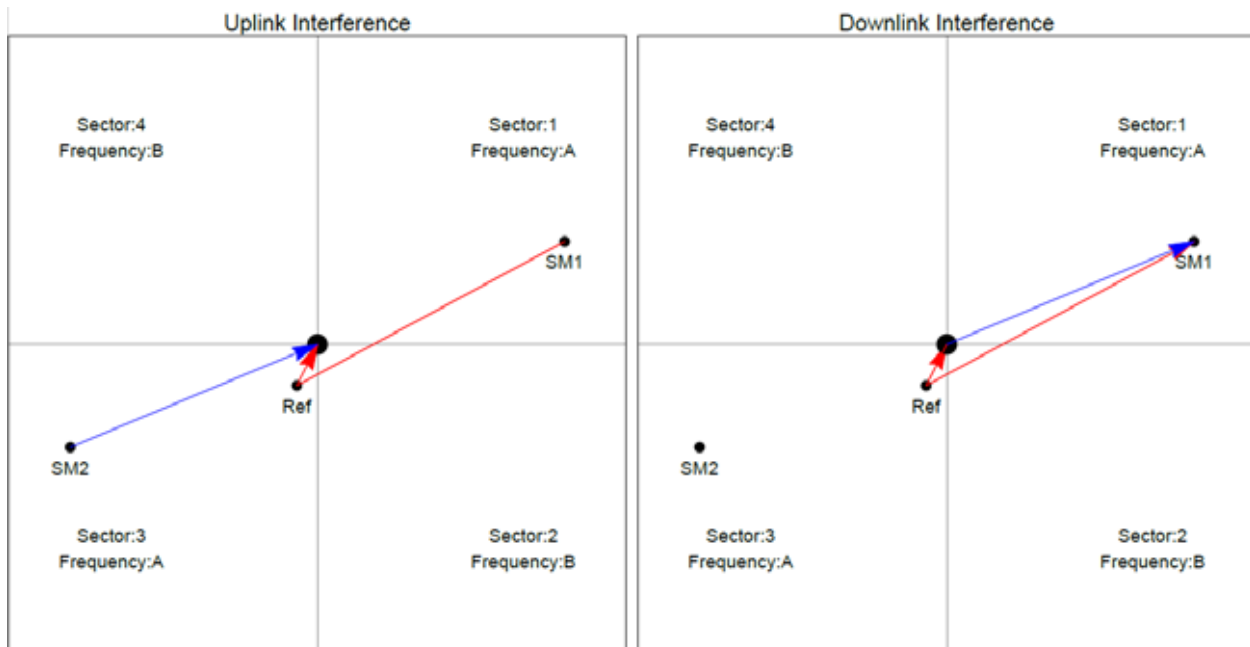 Uplink Interference
Sector:4
Frequency:B
Sector:1
Frequency:A
SM1
Ref
SM2
Sector:3
Frequency:A
Sector:2
Frequency:B
Downlink Interference
Sector:4
Frequency:B
Sector:1
Frequency:A
SM1
Ref
SM2
Sector:3
Frequency:A
Sector:2
Frequency:B